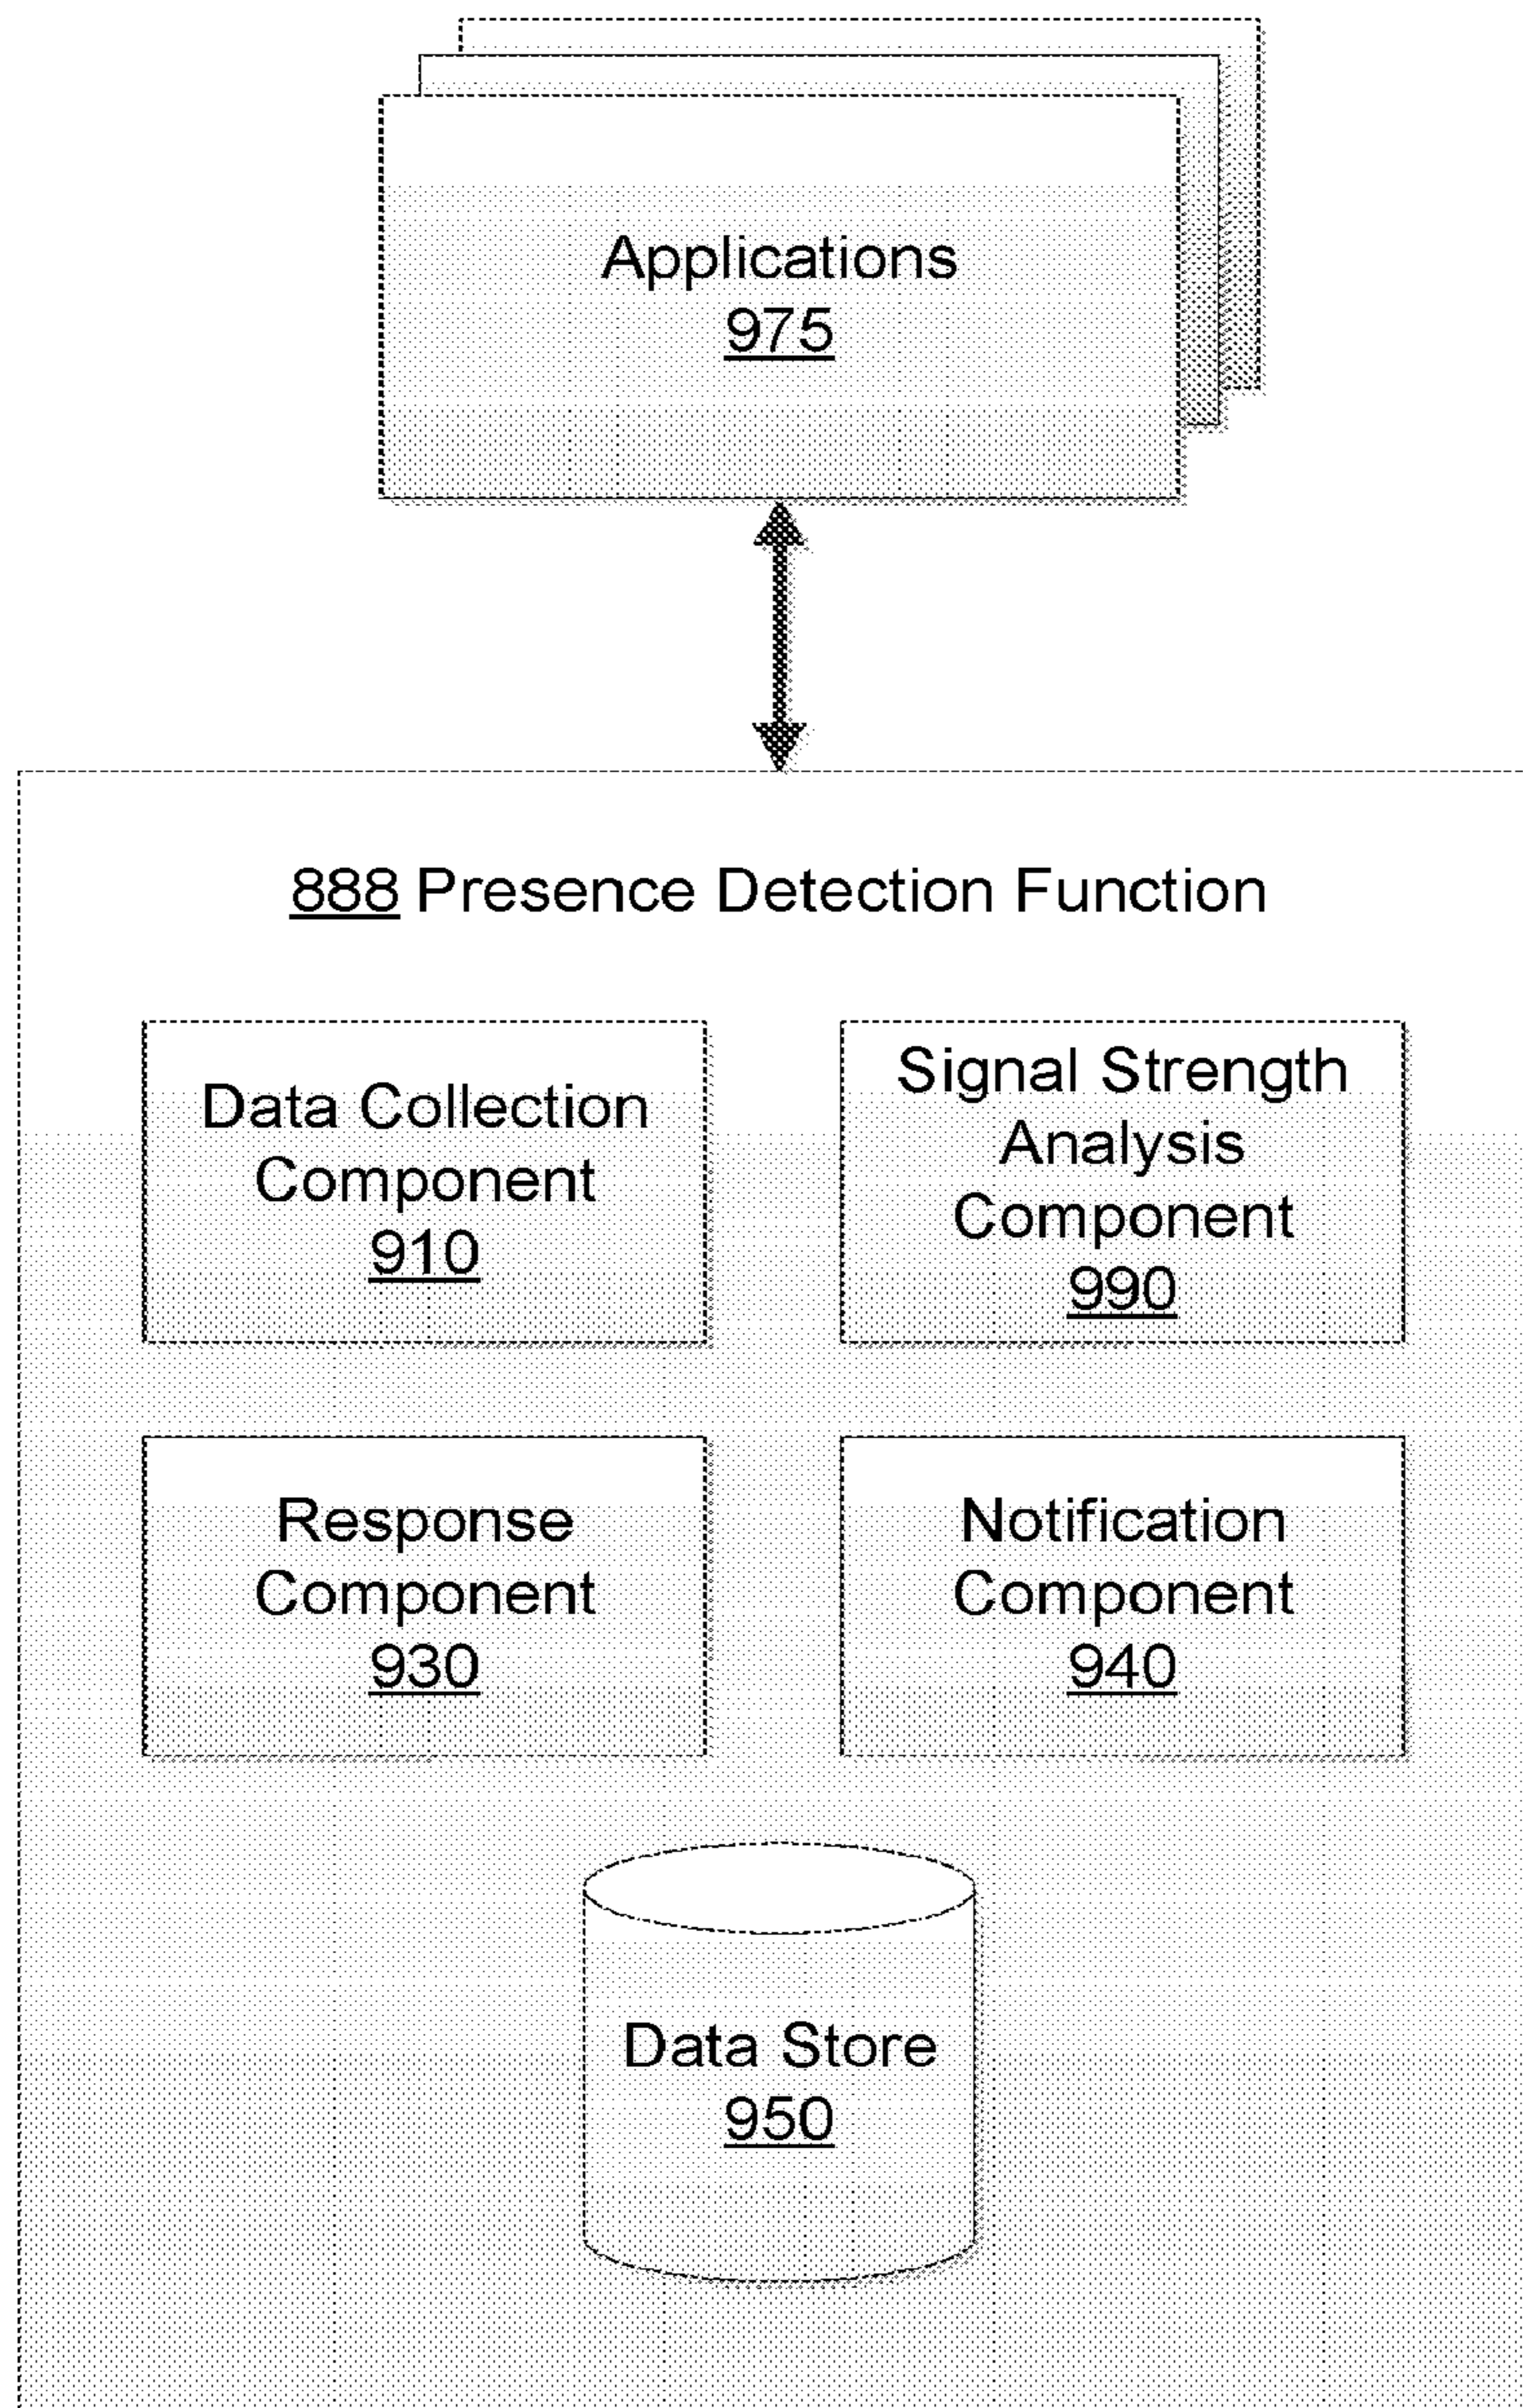 Applications
975
888 Presence Detection Function
Data Collection
Component
910
Signal Strength
Analysis
Component
990
Response
Component
930
Notification
Component
940
Data Store
950